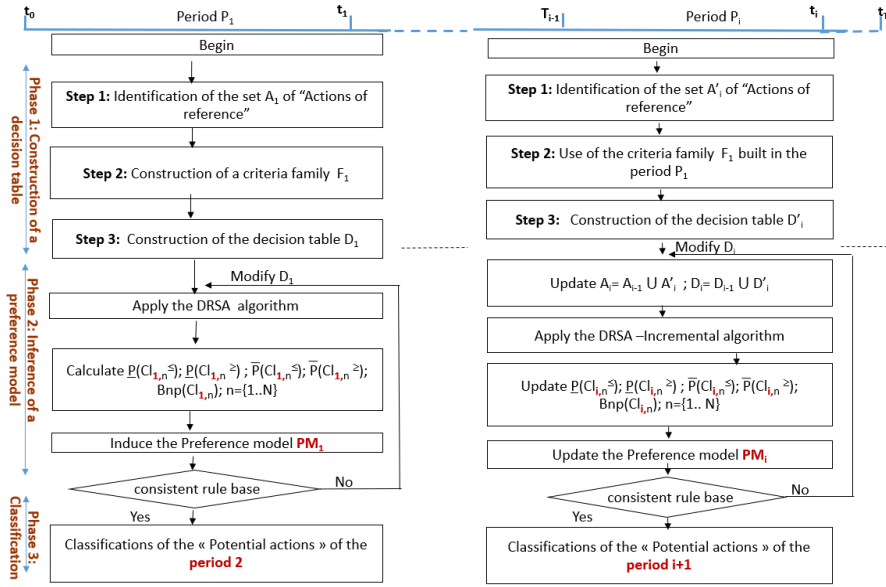 t0 Period P1 t1
Begin
Phase 1: Construction of a
decision table
Step 1: Identification of the set A1 of “Actions of
reference”
Step 2: Construction of a criteria family F1
Step 3: Construction of the decision table D1
Phase 2: Inference of a
preference model
Modify D1
Apply the DRSA algorithm
Calculate P(Cl1,n≤); P(Cl1,n≥) ; P̅(Cl1,n≤); P̅(Cl1,n≥);
Bnp(Cl1,n); n={1..N}
Induce the Preference model PM1
consistent rule base
No
Yes
Phase 3:
Classification
Classifications of the « Potential actions » of the
period 2
Ti-1 Period Pi ti tT
Begin
Step 1: Identification of the set A’i of “Actions of
reference”
Step 2: Use of the criteria family F1 built in the
period P1
Step 3: Construction of the decision table D’i
Modify Di
Update Ai= Ai-1 U A’i ; Di= Di-1 U D’i
Apply the DRSA –Incremental algorithm
Update P(Cli,n≤); P(Cli,n≥) ; P̅(Cli,n≤); P̅(Cli,n≥);
Bnp(Cli,n); n={1.. N}
Update the Preference model PMi
consistent rule base
No
Yes
Classifications of the « Potential actions » of the
period i+1